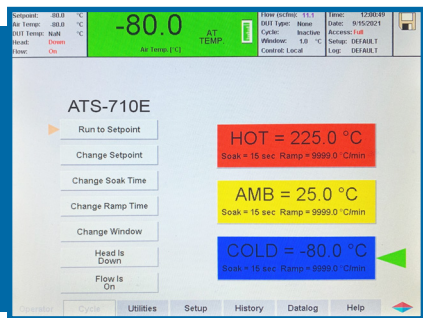 Setpoint: -80.0 °C
Air Temp: -80.0 °C
DUT Temp: NaN °C
Head: Down
Flow: On
-80.0
AT TEMP.
Air Temp. [°C]
Flow (scfm): 11.1
DUT Type: None
Cycle: Inactive
Window: 1.0 °C
Control: Local
Time: 12:00:49
Date: 9/15/2021
Access: Full
Setup: DEFAULT
Log: DEFAULT
ATS-710E
Run to Setpoint
Change Setpoint
Change Soak Time
Change Ramp Time
Change Window
Head Is
Down
Flow Is
On
HOT = 225.0 °C
Soak = 15 sec Ramp = 9999.0 °C/min
AMB = 25.0 °C
Soak = 15 sec Ramp = 9999.0 °C/min
COLD = -80.0 °C
Soak = 15 sec Ramp = 9999.0 °C/min
Operator Cycle Utilities Setup History Datalog Help